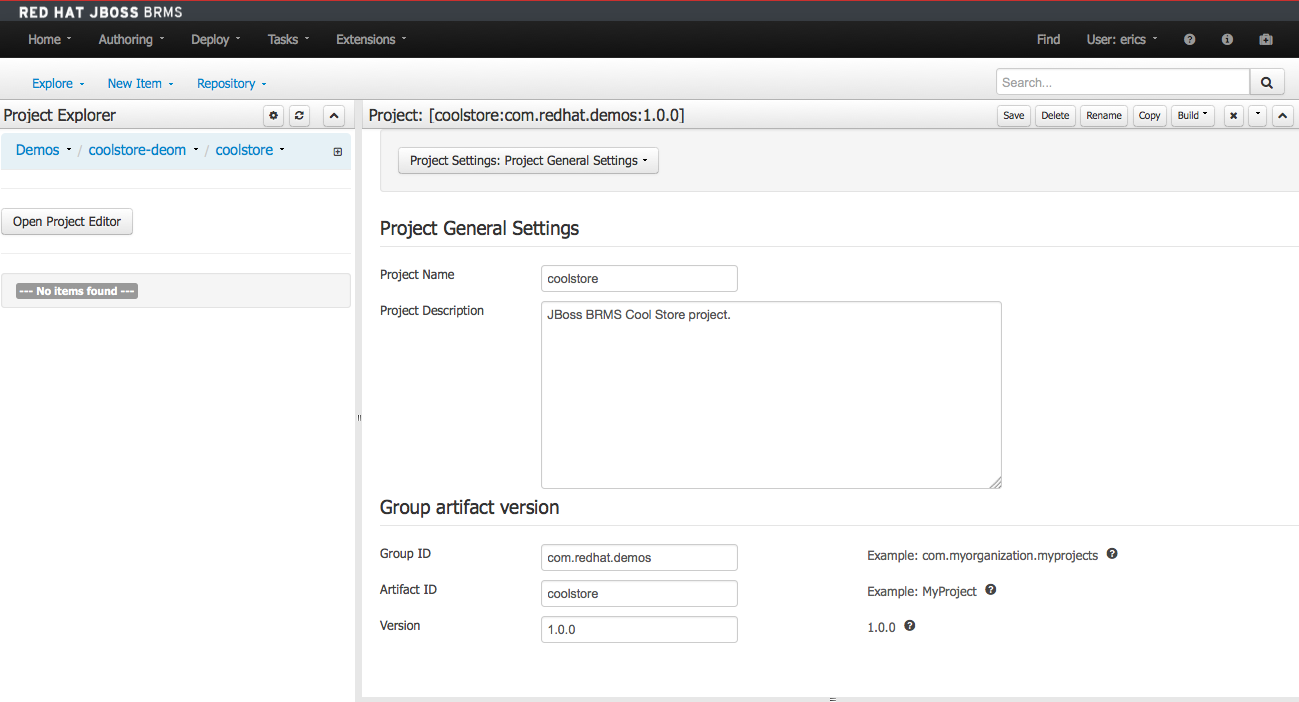 RED HAT JBOSS BRMS
Home Authoring Deploy Tasks Extensions Find User: erics
Explore New Item Repository Search...
Project Explorer
Demos / coolstore-deom / coolstore
Open Project Editor
--- No items found ---
Project: [coolstore:com.redhat.demos:1.0.0] Save Delete Rename Copy Build
Project Settings: Project General Settings
Project General Settings
Project Name coolstore
Project Description JBoss BRMS Cool Store project.
Group artifact version
Group ID com.redhat.demos Example: com.myorganization.myprojects
Artifact ID coolstore Example: MyProject
Version 1.0.0 1.0.0